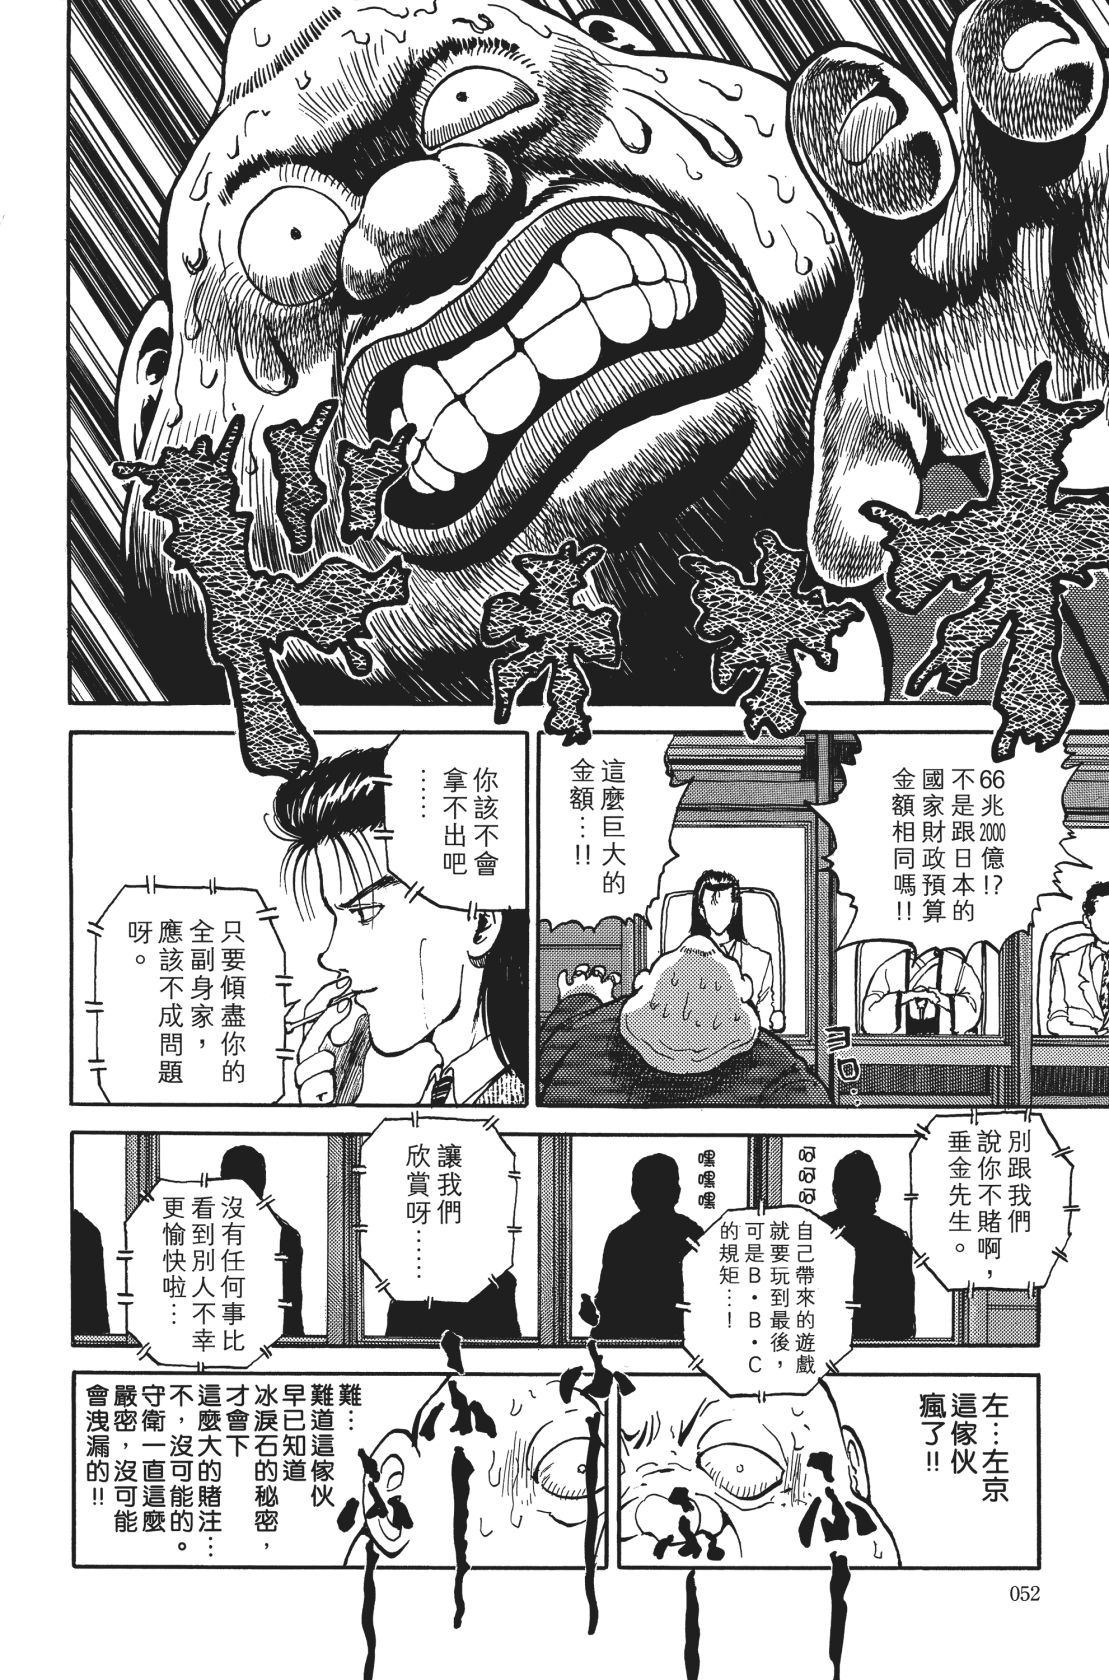 オオオオガ!!
66兆2000億!?
不是跟日本的
國家財政預算
金額相同嗎!!
這麼巨大的
金額…!!
ヨロ…
你該不會
拿不出吧
……
只要傾盡你的
全副身家，
應該不成問題
呀。
別跟我們
說你不賭啊，
垂金先生。
呵呵呵
自己帶來的遊戲
就要玩到最後，
可是B·B·C
的規矩…!
嘿嘿嘿
讓我們
欣賞呀……
沒有任何事比
看到別人不幸
更愉快啦…
左…左京
這傢伙
瘋了!!
難…
難道這傢伙
早已知道
冰淚石的秘密，
才會下
這麼大的賭注…
不，沒可能的。
守衛一直這麼
嚴密，沒可能
會洩漏的!!
052